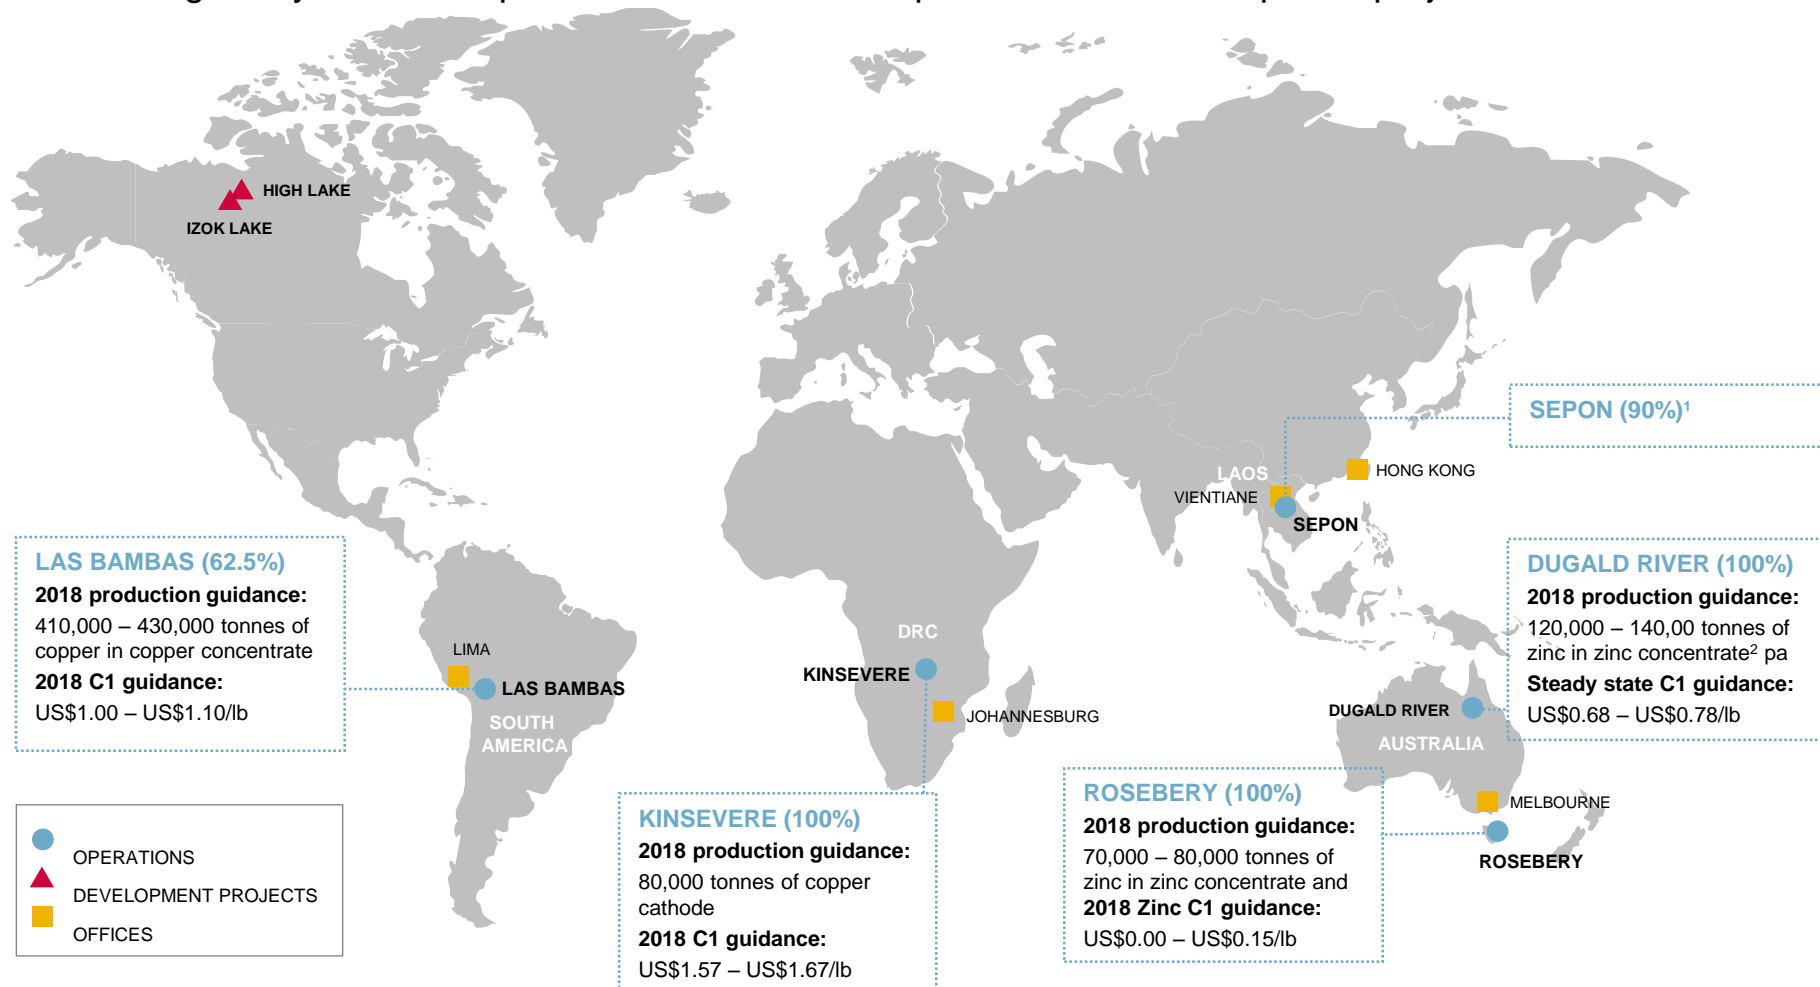 HIGH LAKE
IZOK LAKE
SEPON (90%)¹
LAOS
HONG KONG
VIENTIANE
SEPON
LAS BAMBAS (62.5%)
2018 production guidance:
410,000 – 430,000 tonnes of
copper in copper concentrate
2018 C1 guidance:
US$1.00 – US$1.10/lb
LIMA
LAS BAMBAS
SOUTH
AMERICA
DRC
KINSEVERE
JOHANNESBURG
DUGALD RIVER (100%)
2018 production guidance:
120,000 – 140,00 tonnes of
zinc in zinc concentrate² pa
Steady state C1 guidance:
US$0.68 – US$0.78/lb
DUGALD RIVER
AUSTRALIA
MELBOURNE
ROSEBERY
KINSEVERE (100%)
2018 production guidance:
80,000 tonnes of copper
cathode
2018 C1 guidance:
US$1.57 – US$1.67/lb
ROSEBERY (100%)
2018 production guidance:
70,000 – 80,000 tonnes of
zinc in zinc concentrate and
2018 Zinc C1 guidance:
US$0.00 – US$0.15/lb
OPERATIONS
DEVELOPMENT PROJECTS
OFFICES